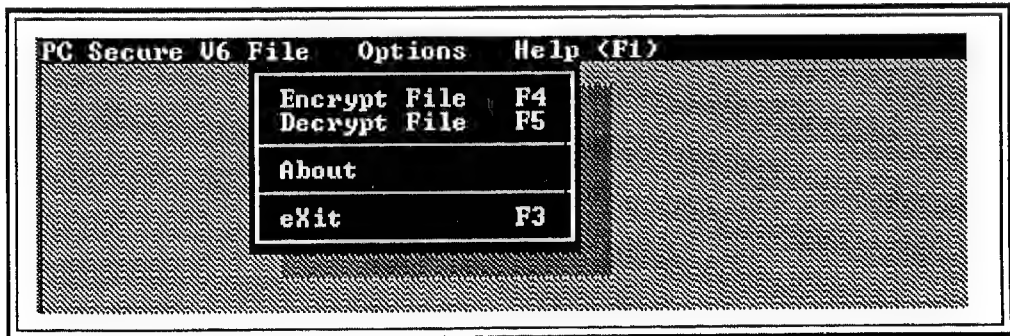 PC Secure V6 File Options Help (F1)
Encrypt File F4
Decrypt File F5
About
eXit F3